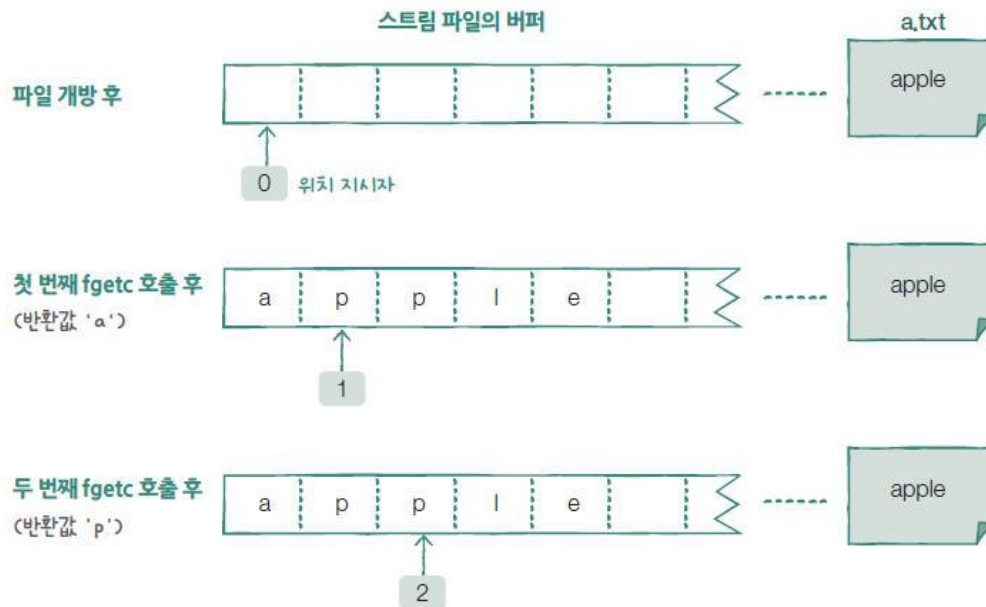 스트림 파일의 버퍼
a.txt
파일 개방 후
apple
0 위치 지시자
첫 번째 fgetc 호출 후
(반환값 'a')
a p p l e
apple
1
두 번째 fgetc 호출 후
(반환값 'p')
a p p l e
apple
2